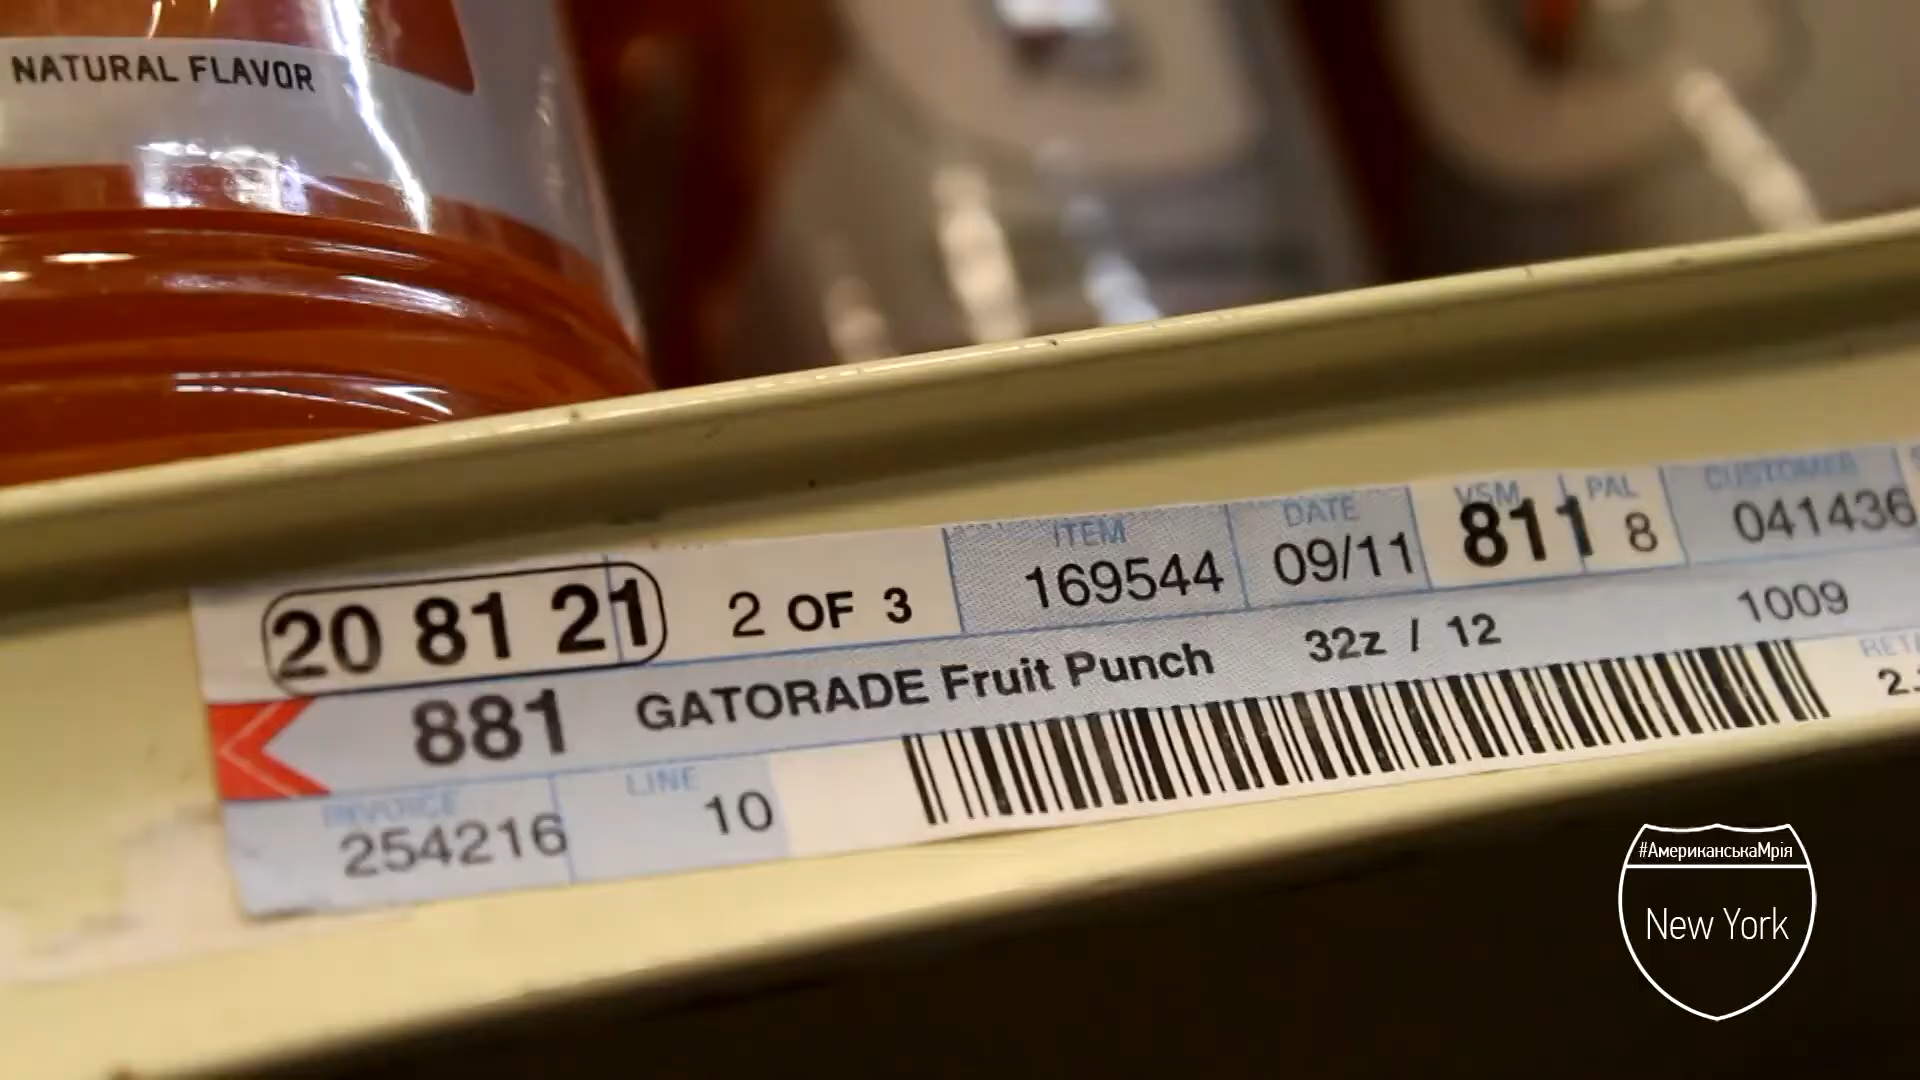 NATURAL FLAVOR
ITEM DATE VSM PAL CUSTOMER
20 81 21 2 OF 3 169544 09/11 811 8 041436
881 GATORADE Fruit Punch 32z / 12 1009
INVOICE LINE
254216 10
#АмериканськаМрія
New York